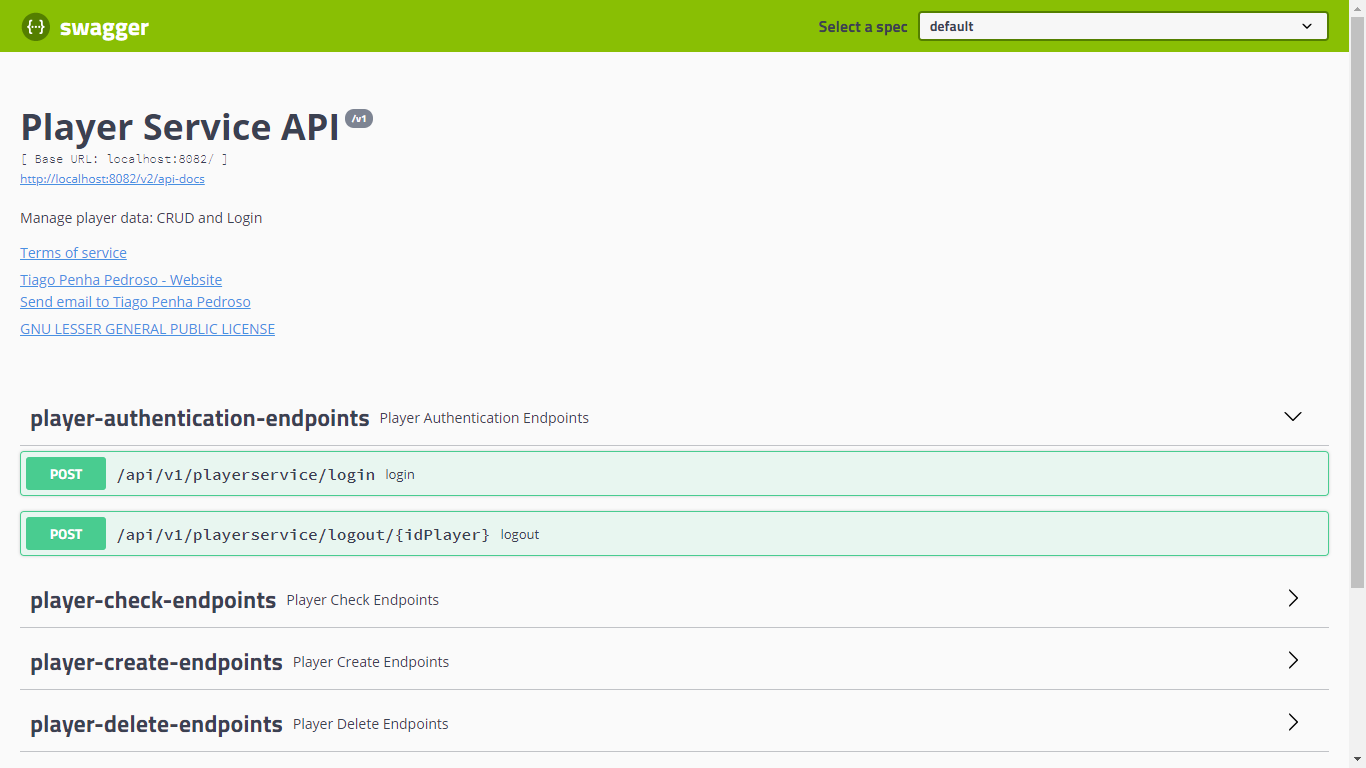 {···} swagger
Select a spec default
Player Service API /v1
[ Base URL: localhost:8082/ ]
http://localhost:8082/v2/api-docs
Manage player data: CRUD and Login
Terms of service
Tiago Penha Pedroso - Website
Send email to Tiago Penha Pedroso
GNU LESSER GENERAL PUBLIC LICENSE
player-authentication-endpoints Player Authentication Endpoints
POST /api/v1/playerservice/login login
POST /api/v1/playerservice/logout/{idPlayer} logout
player-check-endpoints Player Check Endpoints
player-create-endpoints Player Create Endpoints
player-delete-endpoints Player Delete Endpoints